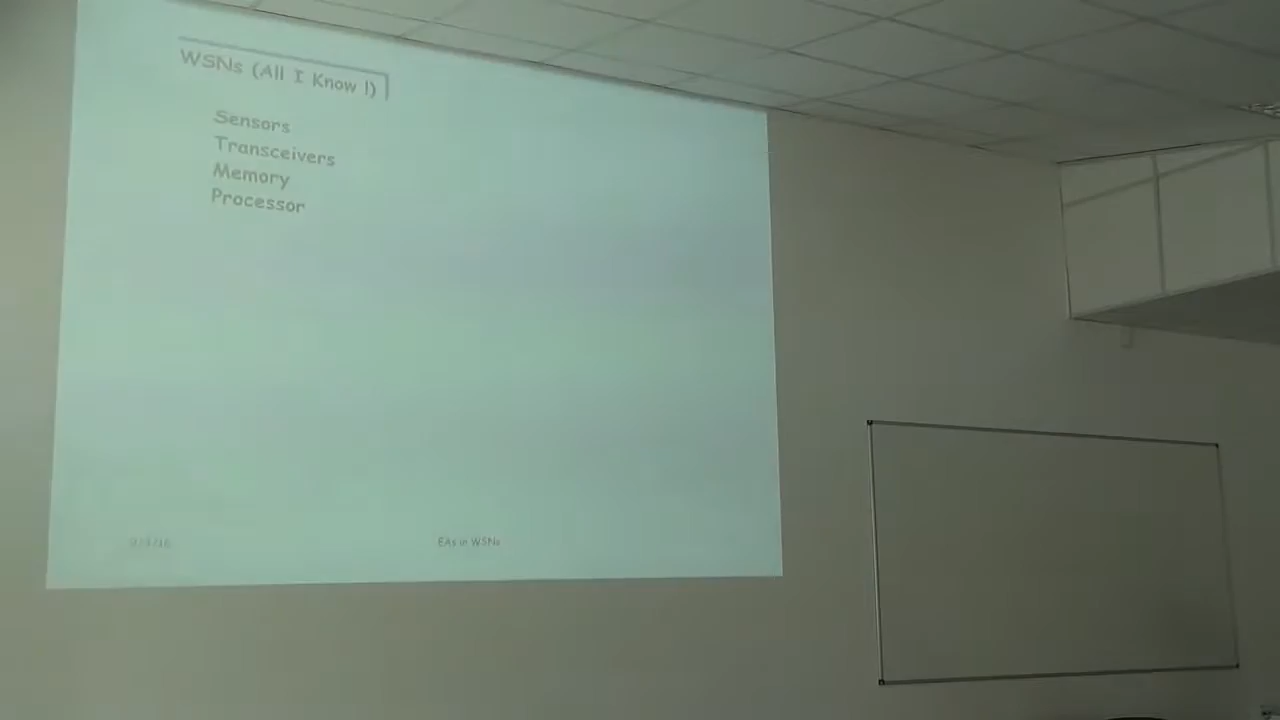 WSNs (All I Know !)
Sensors
Transceivers
Memory
Processor
EAs in WSNs